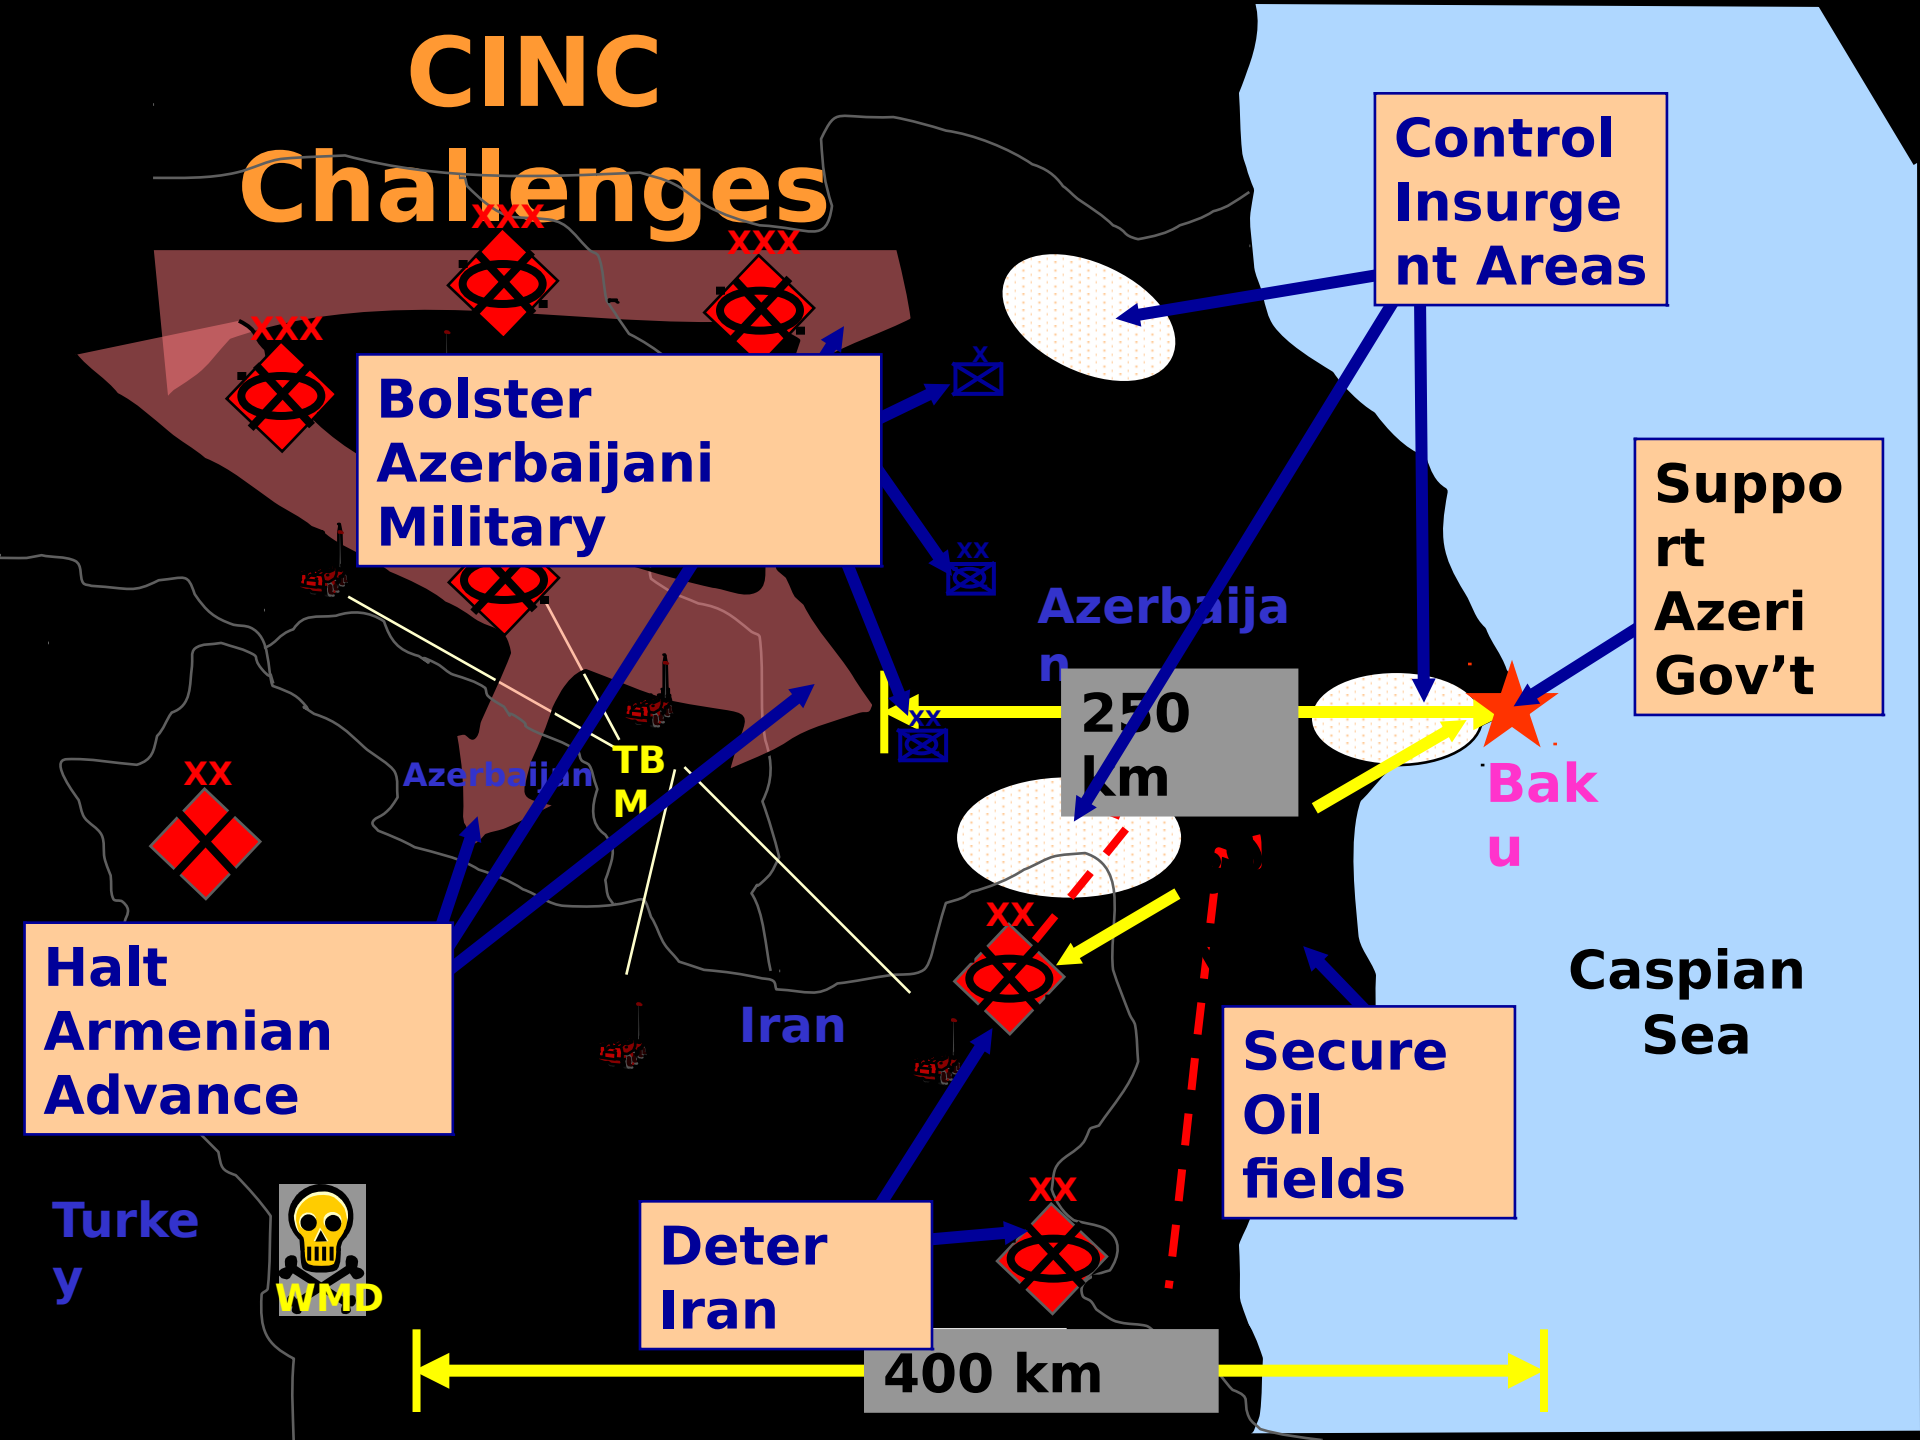 CINC
Challenges
XXX
XXX
XXX
Control
Insurge
nt Areas
Bolster
Azerbaijani
Military
X
XX
XX
Suppo
rt
Azeri
Gov’t
Azerbaija
n
250
km
Bak
u
TB
M
Azerbaijan
XX
XX
Halt
Armenian
Advance
Caspian
Sea
Iran
Secure
Oil
fields
XX
Deter
Iran
Turke
y
WMD
400 km